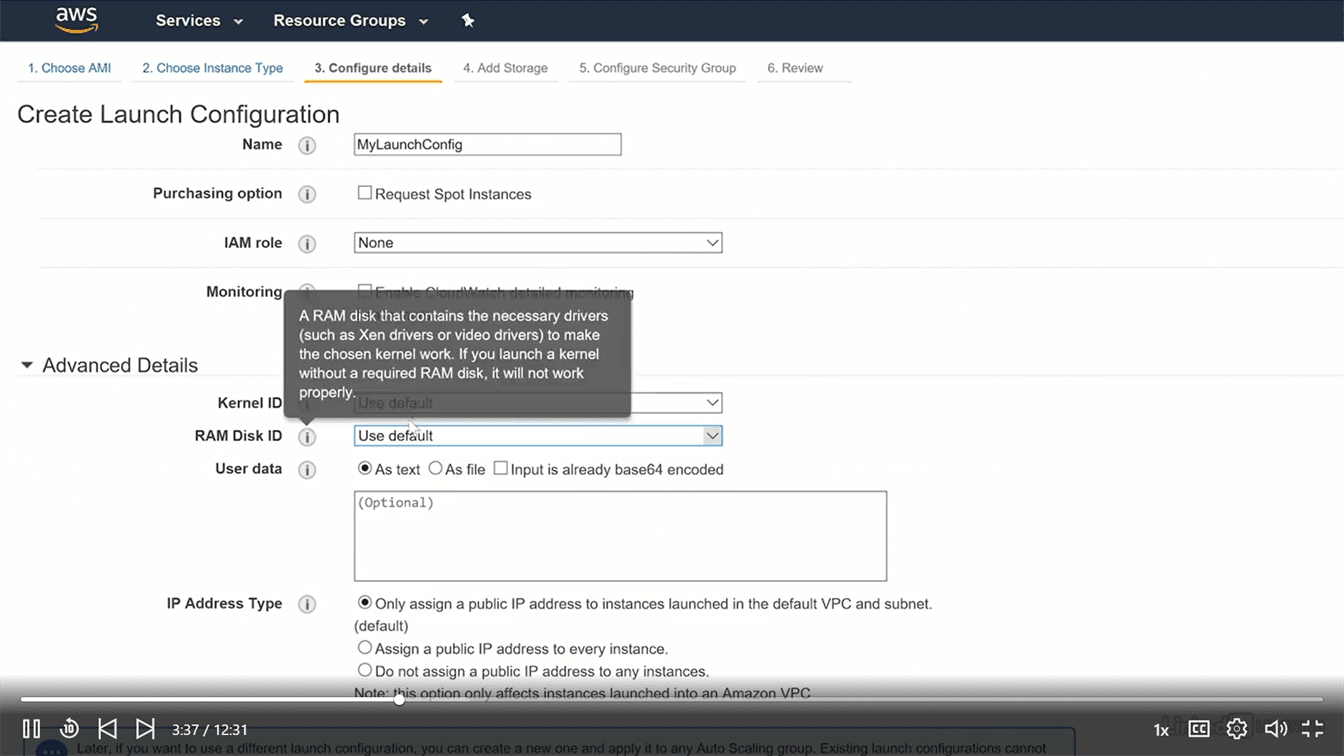 aws Services Resource Groups
1. Choose AMI 2. Choose Instance Type 3. Configure details 4. Add Storage 5. Configure Security Group 6. Review
Create Launch Configuration
Name i MyLaunchConfig
Purchasing option i Request Spot Instances
IAM role i None
Monitoring i Enable CloudWatch detailed monitoring
A RAM disk that contains the necessary drivers
(such as Xen drivers or video drivers) to make
the chosen kernel work. If you launch a kernel
without a required RAM disk, it will not work
properly.
Advanced Details
Kernel ID Use default
RAM Disk ID i Use default
User data i As text As file Input is already base64 encoded
(Optional)
IP Address Type i Only assign a public IP address to instances launched in the default VPC and subnet.
(default)
Assign a public IP address to every instance.
Do not assign a public IP address to any instances.
Note: this option only affects instances launched into an Amazon VPC
10 3:37 / 12:31 1x CC
Later, if you want to use a different launch configuration, you can create a new one and apply it to any Auto Scaling group. Existing launch configurations cannot